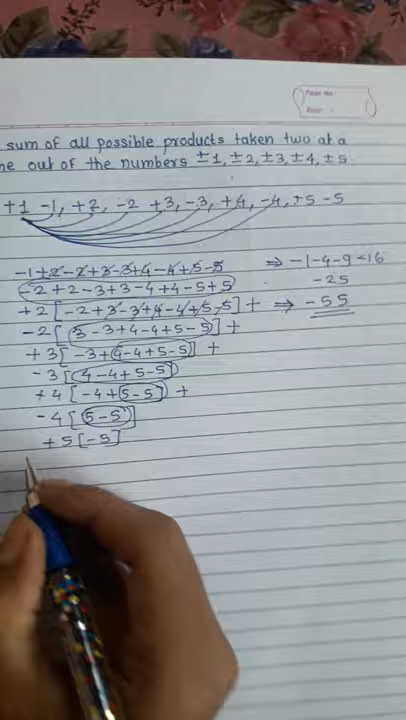 Page No.
Date:
sum of all possible products taken two at a
me out of the numbers ±1, ±2, ±3, ±4, ±5
+1 -1, +2, -2 +3, -3, +4, -4, +5 -5
-1+2-2+3-3+4-4+5-5 ⇒ -1-4-9-16
-2+2-3+3-4+4-5+5 -25
+2[-2+3-3+4-4+5-5]+ ⇒ -55
-2[3-3+4-4+5-5]+
+3[-3+4-4+5-5]+
-3[4-4+5-5]
+4[-4+5-5]+
-4[5-5]
+5[-5]